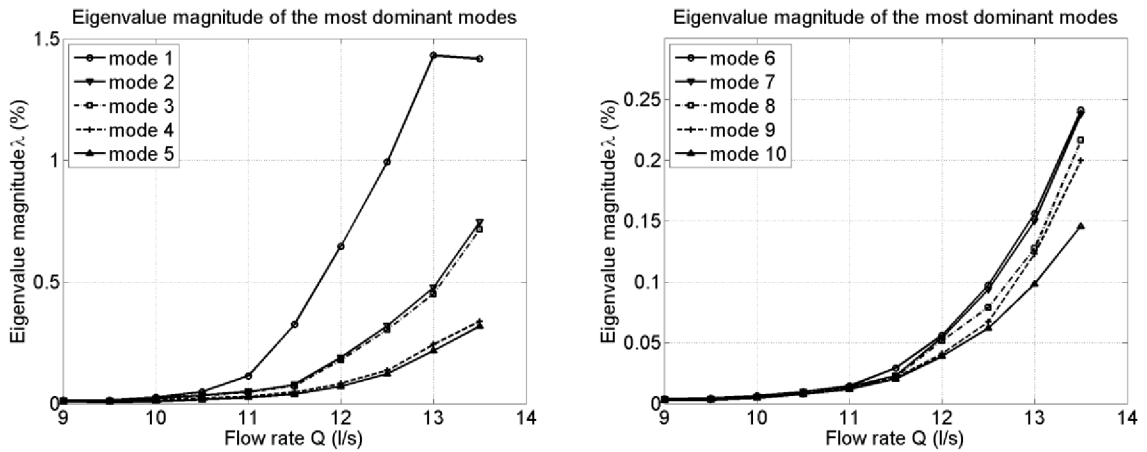 Eigenvalue magnitude of the most dominant modes
Eigenvalue magnitude λ (%)
1.5
1
0.5
0
mode 1
mode 2
mode 3
mode 4
mode 5
9 10 11 12 13 14
Flow rate Q (l/s)
Eigenvalue magnitude of the most dominant modes
Eigenvalue magnitude λ (%)
0.25
0.2
0.15
0.1
0.05
0
mode 6
mode 7
mode 8
mode 9
mode 10
9 10 11 12 13 14
Flow rate Q (l/s)